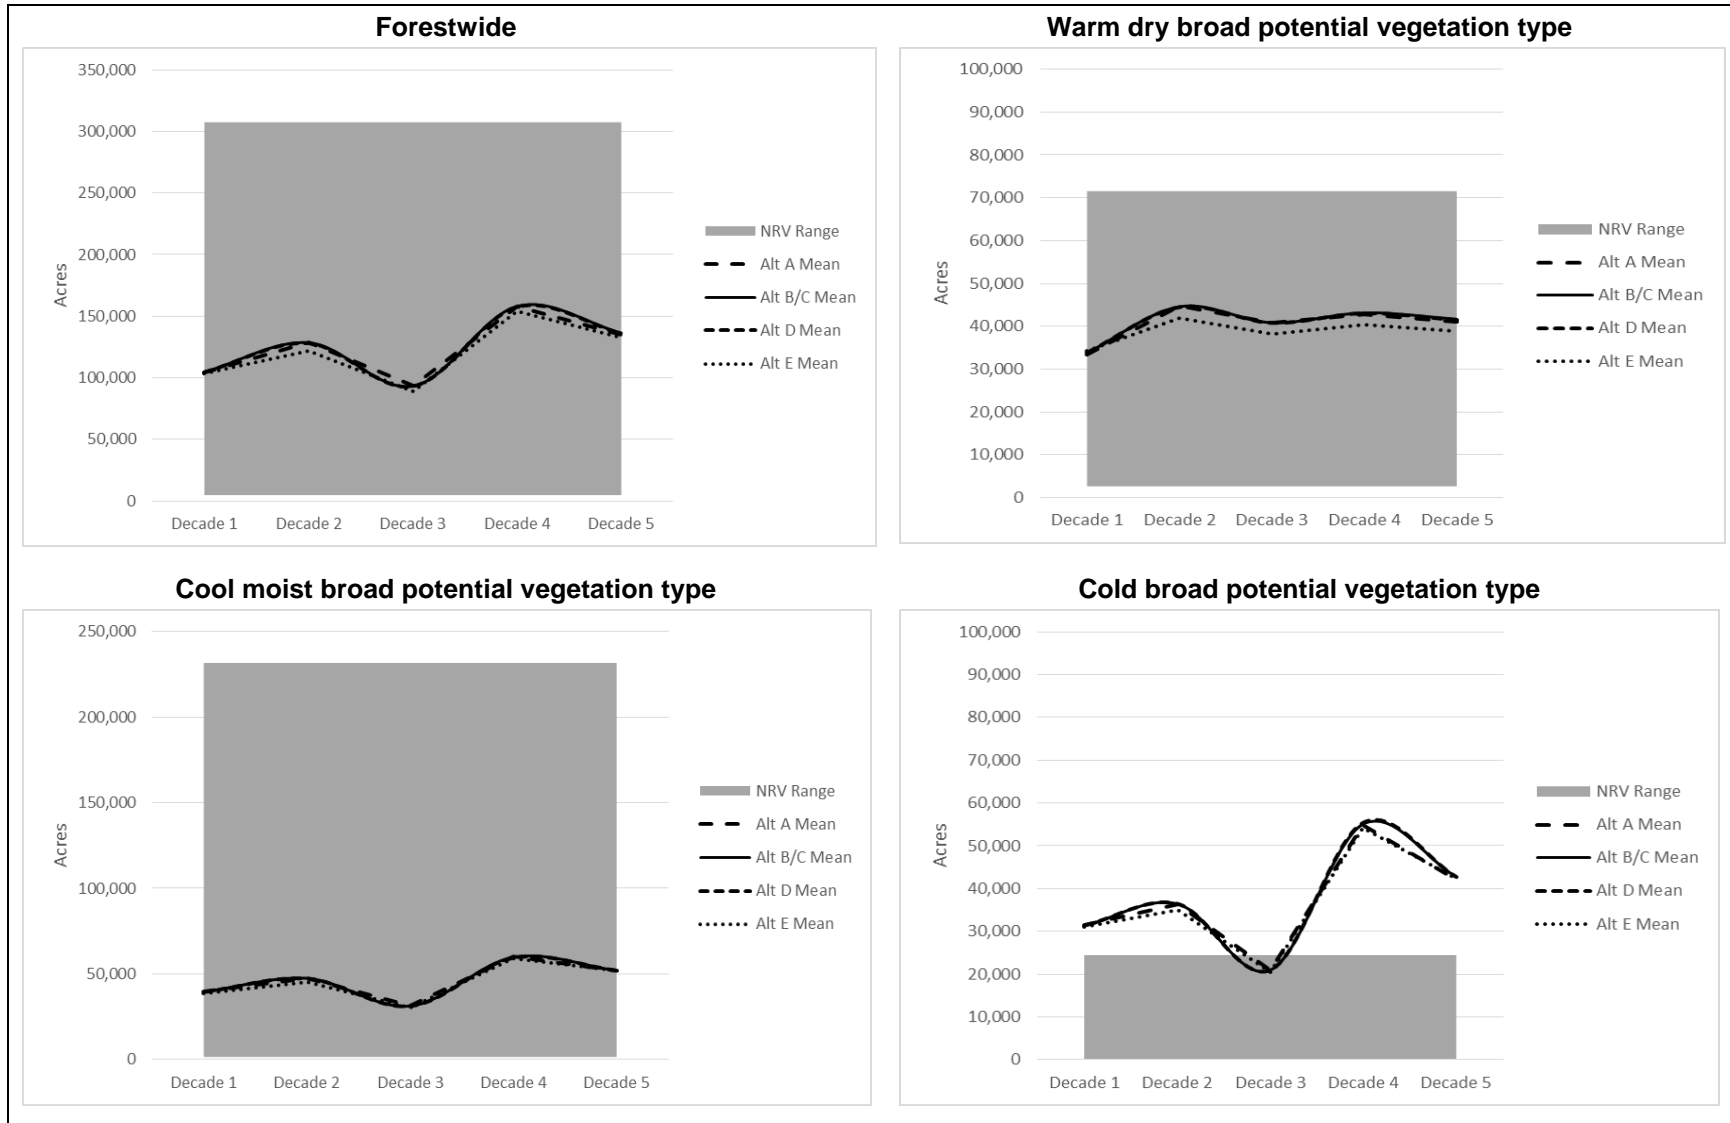 Forestwide
350,000
300,000
250,000
200,000
150,000
100,000
50,000
0
Acres
Decade 1 Decade 2 Decade 3 Decade 4 Decade 5
NRV Range
Alt A Mean
Alt B/C Mean
Alt D Mean
Alt E Mean
Warm dry broad potential vegetation type
100,000
90,000
80,000
70,000
60,000
50,000
40,000
30,000
20,000
10,000
0
Acres
Decade 1 Decade 2 Decade 3 Decade 4 Decade 5
NRV Range
Alt A Mean
Alt B/C Mean
Alt D Mean
Alt E Mean
Cool moist broad potential vegetation type
250,000
200,000
150,000
100,000
50,000
0
Acres
Decade 1 Decade 2 Decade 3 Decade 4 Decade 5
NRV Range
Alt A Mean
Alt B/C Mean
Alt D Mean
Alt E Mean
Cold broad potential vegetation type
100,000
90,000
80,000
70,000
60,000
50,000
40,000
30,000
20,000
10,000
0
Acres
Decade 1 Decade 2 Decade 3 Decade 4 Decade 5
NRV Range
Alt A Mean
Alt B/C Mean
Alt D Mean
Alt E Mean